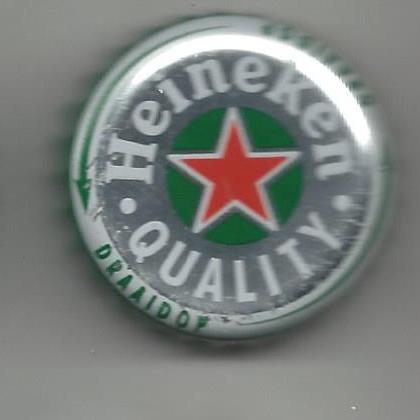 Heineken
• QUALITY •
DRAAIDOP